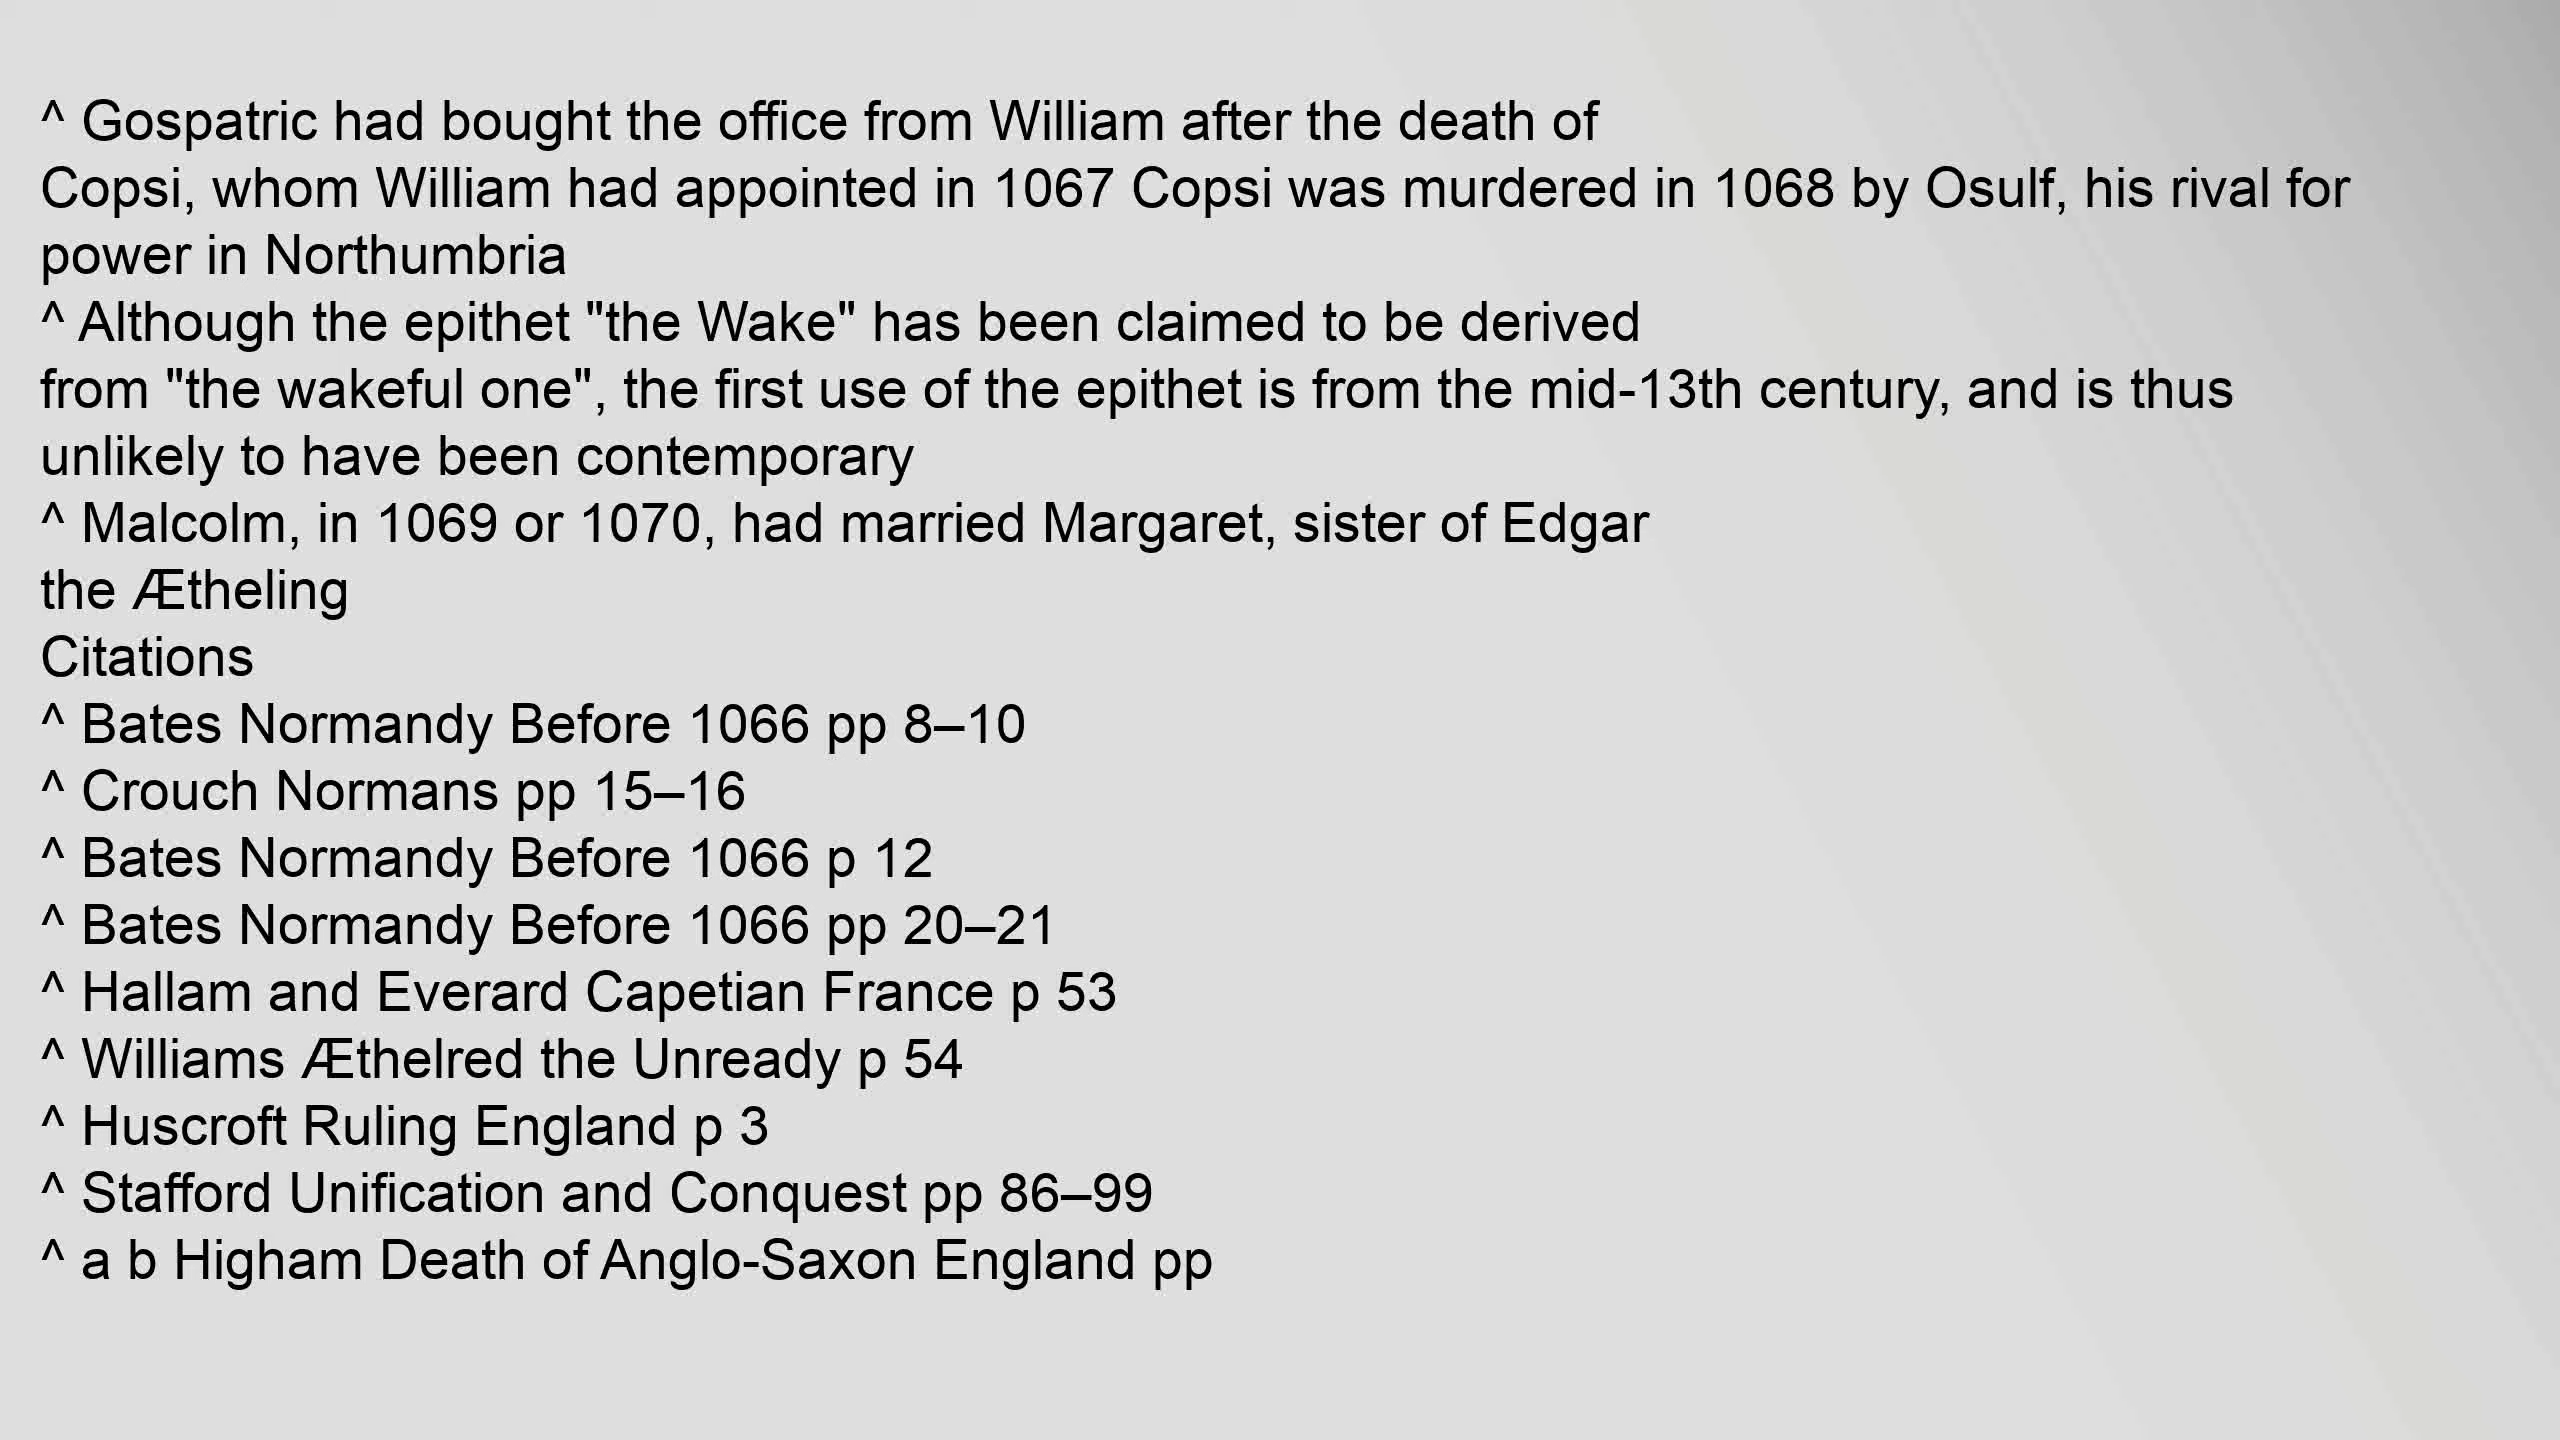 ^ Gospatric had bought the office from William after the death of
Copsi, whom William had appointed in 1067 Copsi was murdered in 1068 by Osulf, his rival for
power in Northumbria
^ Although the epithet "the Wake" has been claimed to be derived
from "the wakeful one", the first use of the epithet is from the mid-13th century, and is thus
unlikely to have been contemporary
^ Malcolm, in 1069 or 1070, had married Margaret, sister of Edgar
the Ætheling
Citations
^ Bates Normandy Before 1066 pp 8–10
^ Crouch Normans pp 15–16
^ Bates Normandy Before 1066 p 12
^ Bates Normandy Before 1066 pp 20–21
^ Hallam and Everard Capetian France p 53
^ Williams Æthelred the Unready p 54
^ Huscroft Ruling England p 3
^ Stafford Unification and Conquest pp 86–99
^ a b Higham Death of Anglo-Saxon England pp